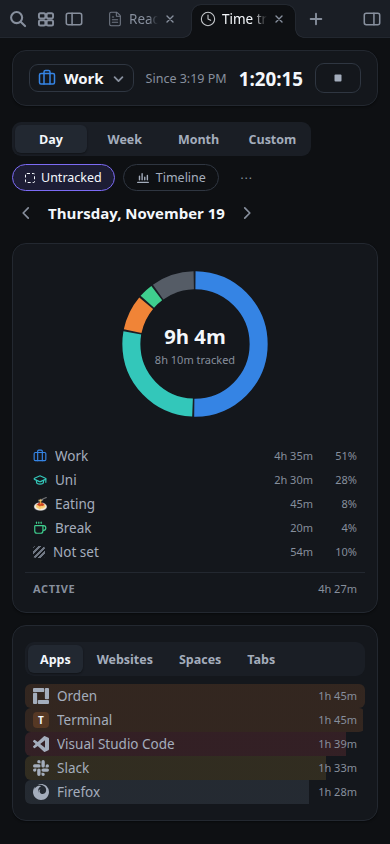 Reac
Time tr
Work
Since 3:19 PM
1:20:15
Day Week Month Custom
Untracked Timeline ...
Thursday, November 19
9h 4m
8h 10m tracked
Work 4h 35m 51%
Uni 2h 30m 28%
Eating 45m 8%
Break 20m 4%
Not set 54m 10%
ACTIVE 4h 27m
Apps Websites Spaces Tabs
Orden 1h 45m
T Terminal 1h 45m
Visual Studio Code 1h 39m
Slack 1h 33m
Firefox 1h 28m